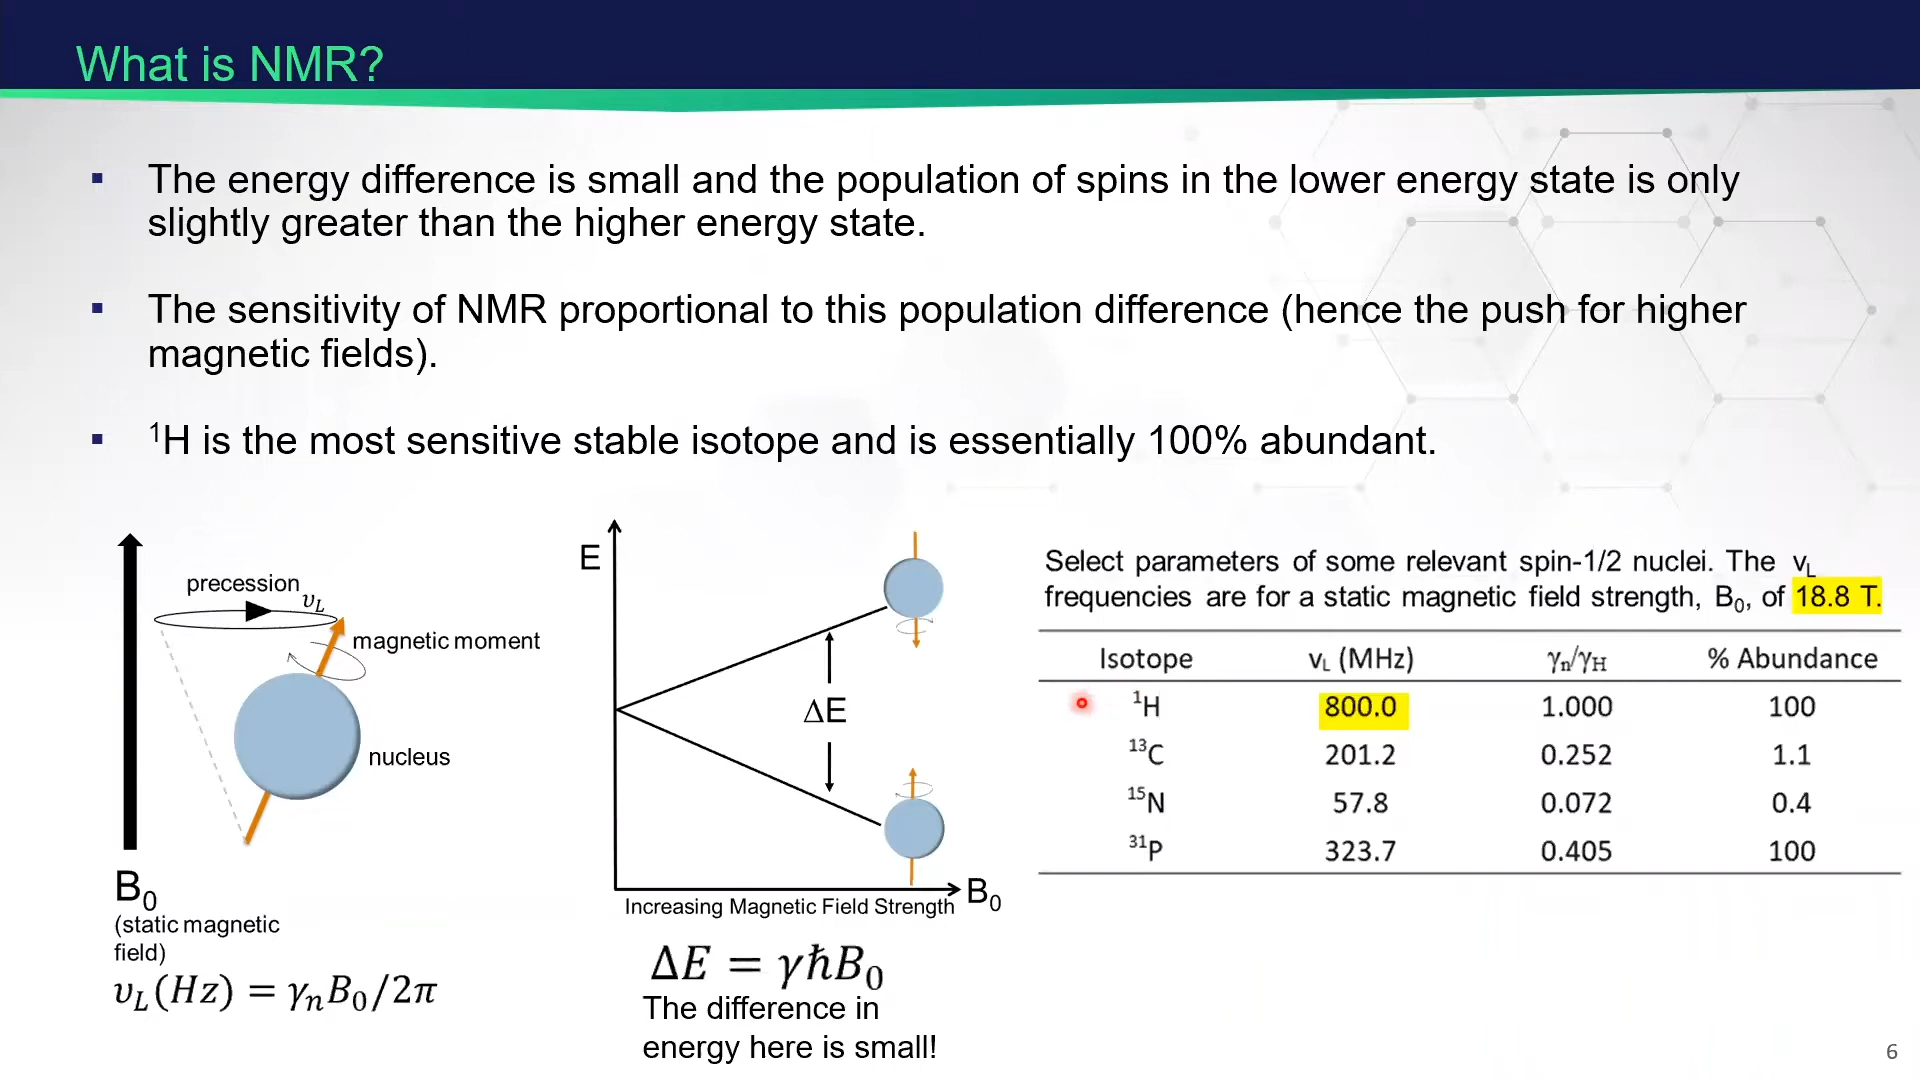 What is NMR?
▪ The energy difference is small and the population of spins in the lower energy state is only
slightly greater than the higher energy state.
▪ The sensitivity of NMR proportional to this population difference (hence the push for higher
magnetic fields).
▪ ¹H is the most sensitive stable isotope and is essentially 100% abundant.
precession
υ_L
magnetic moment
nucleus
B₀
(static magnetic
field)
υ_L(Hz) = γₙB₀/2π
E
ΔE
B₀
Increasing Magnetic Field Strength
ΔE = γħB₀
The difference in
energy here is small!
Select parameters of some relevant spin-1/2 nuclei. The v_L
frequencies are for a static magnetic field strength, B₀, of 18.8 T.
Isotope v_L (MHz) γₙ/γ_H % Abundance
¹H 800.0 1.000 100
¹³C 201.2 0.252 1.1
¹⁵N 57.8 0.072 0.4
³¹P 323.7 0.405 100
6